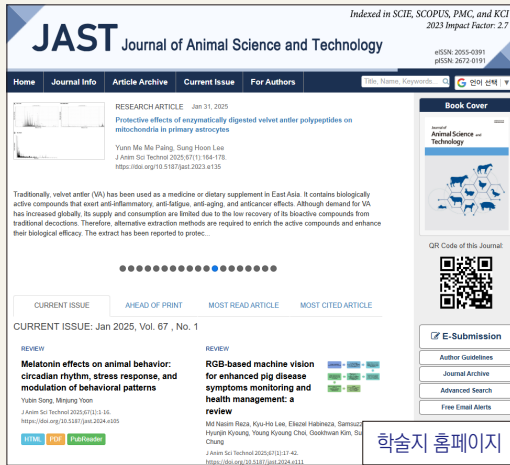 Indexed in SCIE, SCOPUS, PMC, and KCI
2023 Impact Factor: 2.7
JAST Journal of Animal Science and Technology
eISSN: 2055-0391
pISSN: 2672-0191
Home Journal Info Article Archive Current Issue For Authors
Title, Name, Keywords...
G 언어 선택 | ▼
RESEARCH ARTICLE Jan 31, 2025
Protective effects of enzymatically digested velvet antler polypeptides on
mitochondria in primary astrocytes
Yunn Me Me Paing, Sung Hoon Lee
J Anim Sci Technol 2025;67(1):164-178.
https://doi.org/10.5187/jast.2023.e135
Traditionally, velvet antler (VA) has been used as a medicine or dietary supplement in East Asia. It contains biologically
active compounds that exert anti-inflammatory, anti-fatigue, anti-aging, and anticancer effects. Although demand for VA
has increased globally, its supply and consumption are limited due to the low recovery of its bioactive compounds from
traditional decoctions. Therefore, alternative extraction methods are required to enrich the active compounds and enhance
their biological efficacy. The extract has been reported to protec...
CURRENT ISSUE AHEAD OF PRINT MOST READ ARTICLE MOST CITED ARTICLE
CURRENT ISSUE: Jan 2025, Vol. 67 , No. 1
REVIEW
Melatonin effects on animal behavior:
circadian rhythm, stress response, and
modulation of behavioral patterns
Yubin Song, Minjung Yoon
J Anim Sci Technol 2025;67(1):1-16.
https://doi.org/10.5187/jast.2024.e105
HTML PDF PubReader
REVIEW
RGB-based machine vision
for enhanced pig disease
symptoms monitoring and
health management: a
review
Md Nasim Reza, Kyu-Ho Lee, Eliezel Habineza, Samsuzz
Hyunjin Kyoung, Young Kyoung Choi, Gookhwan Kim, Su
Chung
J Anim Sci Technol 2025;67(1):17-42.
https://doi.org/10.5187/jast.2024.e111
Book Cover
Journal of
Animal Science and
Technology
QR Code of this Journal:
E-Submission
Author Guidelines
Journal Archive
Advanced Search
Free Email Alerts
학술지 홈페이지